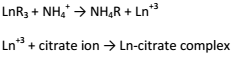 LnR₃ + NH₄⁺ → NH₄R + Ln⁺³
Ln⁺³ + citrate ion → Ln-citrate complex